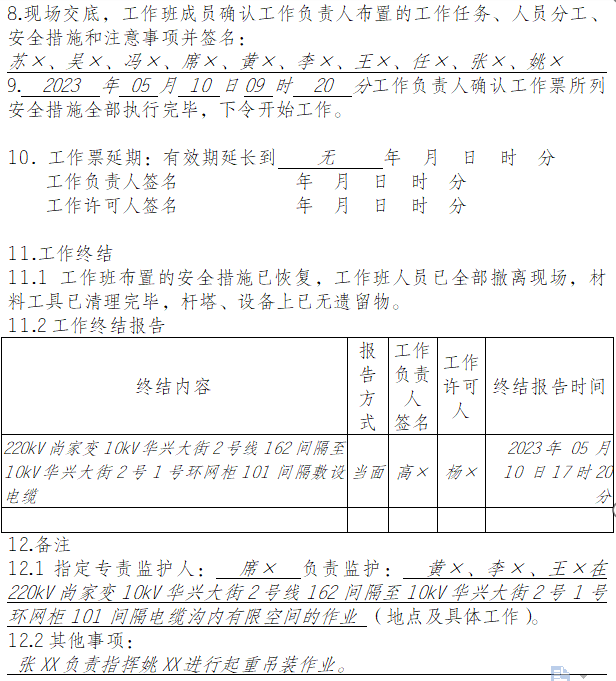 8.现场交底，工作班成员确认工作负责人布置的工作任务、人员分工、
安全措施和注意事项并签名：
苏×、吴×、冯×、席×、黄×、李×、王×、任×、张×、姚×
9. 2023 年 05 月 10 日 09 时 20 分工作负责人确认工作票所列
安全措施全部执行完毕，下令开始工作。
10．工作票延期：有效期延长到 无 年 月 日 时 分
工作负责人签名 年 月 日 时 分
工作许可人签名 年 月 日 时 分
11.工作终结
11.1 工作班布置的安全措施已恢复，工作班人员已全部撤离现场，材
料工具已清理完毕，杆塔、设备上已无遗留物。
11.2 工作终结报告
终结内容 报告方式 工作负责人签名 工作许可人 终结报告时间
220kV 尚家变 10kV 华兴大街 2 号线 162 间隔至
10kV 华兴大街 2 号 1 号环网柜 101 间隔敷设
电缆
当面 高× 杨×
2023 年 05 月
10 日 17 时 20
分
12.备注
12.1 指定专责监护人： 席× 负责监护： 黄×、李×、王×在
220kV 尚家变 10kV 华兴大街 2 号线 162 间隔至 10kV 华兴大街 2 号 1 号
环网柜 101 间隔电缆沟内有限空间的作业 （地点及具体工作）。
12.2 其他事项：
张 XX 负责指挥姚 XX 进行起重吊装作业。